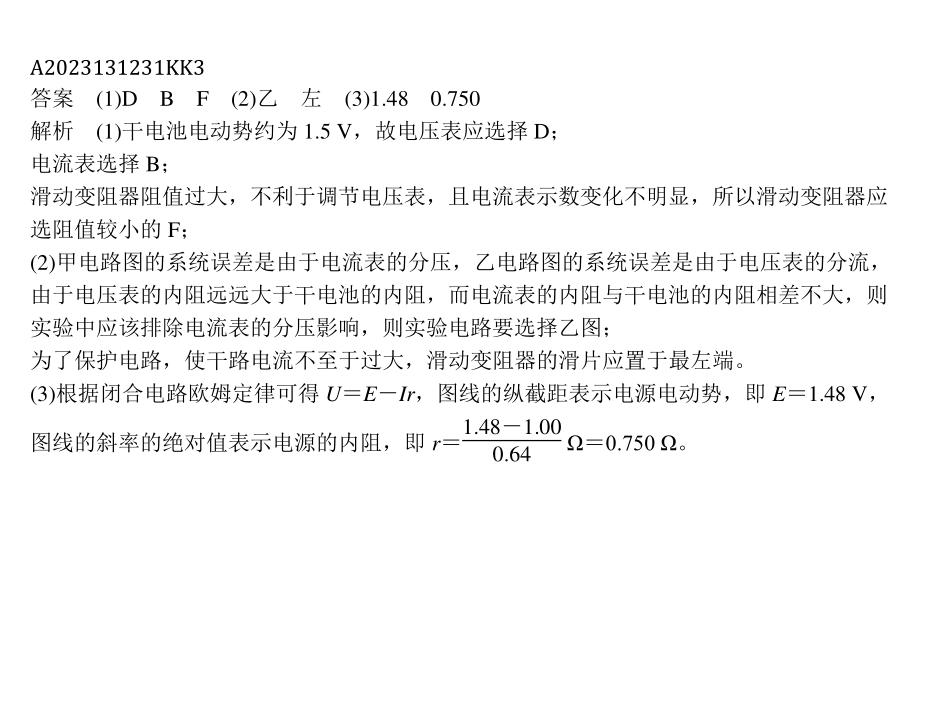 A2023131231KK3
答案　(1)D　B　F　(2)乙　左　(3)1.48　0.750
解析　(1)干电池电动势约为 1.5 V，故电压表应选择 D；
电流表选择 B；
滑动变阻器阻值过大，不利于调节电压表，且电流表示数变化不明显，所以滑动变阻器应
选阻值较小的 F；
(2)甲电路图的系统误差是由于电流表的分压，乙电路图的系统误差是由于电压表的分流，
由于电压表的内阻远远大于干电池的内阻，而电流表的内阻与干电池的内阻相差不大，则
实验中应该排除电流表的分压影响，则实验电路要选择乙图；
为了保护电路，使干路电流不至于过大，滑动变阻器的滑片应置于最左端。
(3)根据闭合电路欧姆定律可得 U＝E－Ir，图线的纵截距表示电源电动势，即 E＝1.48 V，
图线的斜率的绝对值表示电源的内阻，即 r＝\frac{1.48－1.00}{0.64} Ω＝0.750 Ω。